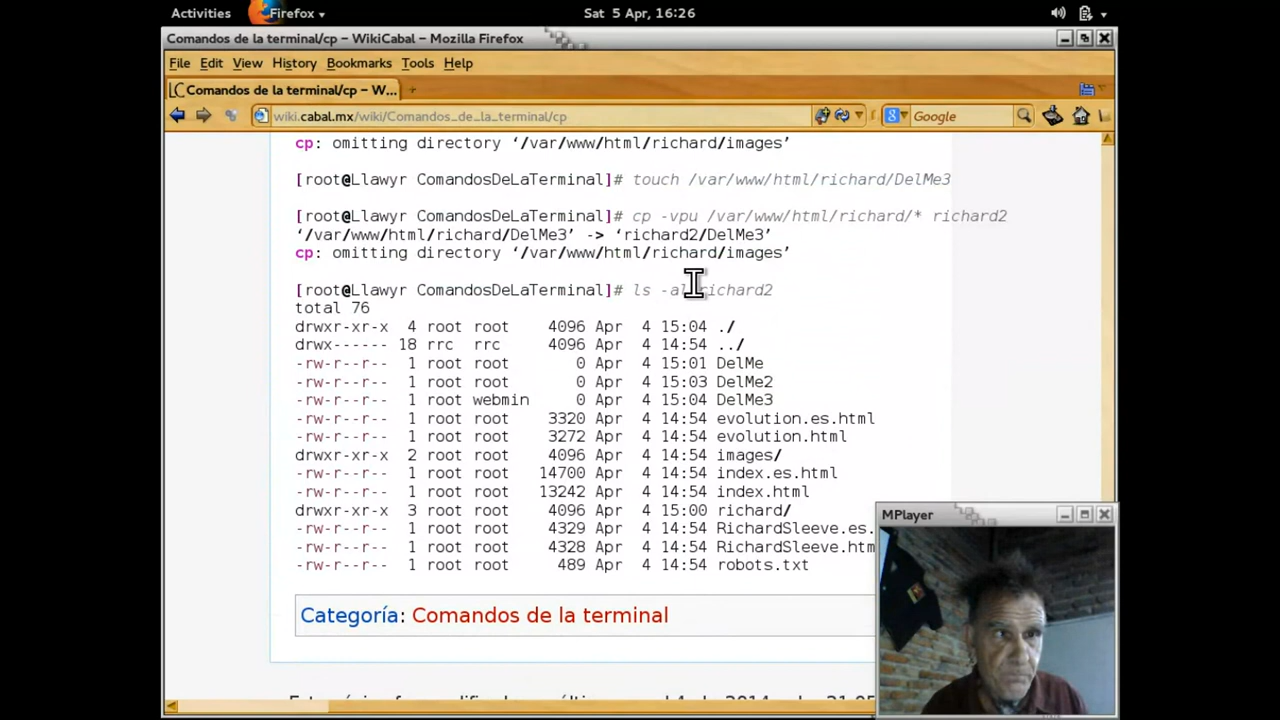 Activities Firefox Sat 5 Apr, 16:26
Comandos de la terminal/cp – WikiCabal – Mozilla Firefox
File Edit View History Bookmarks Tools Help
Comandos de la terminal/cp – W...
wiki.cabal.mx/wiki/Comandos_de_la_terminal/cp Google
cp: omitting directory ‘/var/www/html/richard/images’
[root@Llawyr ComandosDeLaTerminal]# touch /var/www/html/richard/DelMe3
[root@Llawyr ComandosDeLaTerminal]# cp -vpu /var/www/html/richard/* richard2
‘/var/www/html/richard/DelMe3’ -> ‘richard2/DelMe3’
cp: omitting directory ‘/var/www/html/richard/images’
[root@Llawyr ComandosDeLaTerminal]# ls -al richard2
total 76
drwxr-xr-x 4 root root 4096 Apr 4 15:04 ./
drwx------ 18 rrc rrc 4096 Apr 4 14:54 ../
-rw-r--r-- 1 root root 0 Apr 4 15:01 DelMe
-rw-r--r-- 1 root root 0 Apr 4 15:03 DelMe2
-rw-r--r-- 1 root webmin 0 Apr 4 15:04 DelMe3
-rw-r--r-- 1 root root 3320 Apr 4 14:54 evolution.es.html
-rw-r--r-- 1 root root 3272 Apr 4 14:54 evolution.html
drwxr-xr-x 2 root root 4096 Apr 4 14:54 images/
-rw-r--r-- 1 root root 14700 Apr 4 14:54 index.es.html
-rw-r--r-- 1 root root 13242 Apr 4 14:54 index.html
drwxr-xr-x 3 root root 4096 Apr 4 15:00 richard/
-rw-r--r-- 1 root root 4329 Apr 4 14:54 RichardSleeve.es.
-rw-r--r-- 1 root root 4328 Apr 4 14:54 RichardSleeve.htm
-rw-r--r-- 1 root root 489 Apr 4 14:54 robots.txt
Categoría: Comandos de la terminal
MPlayer